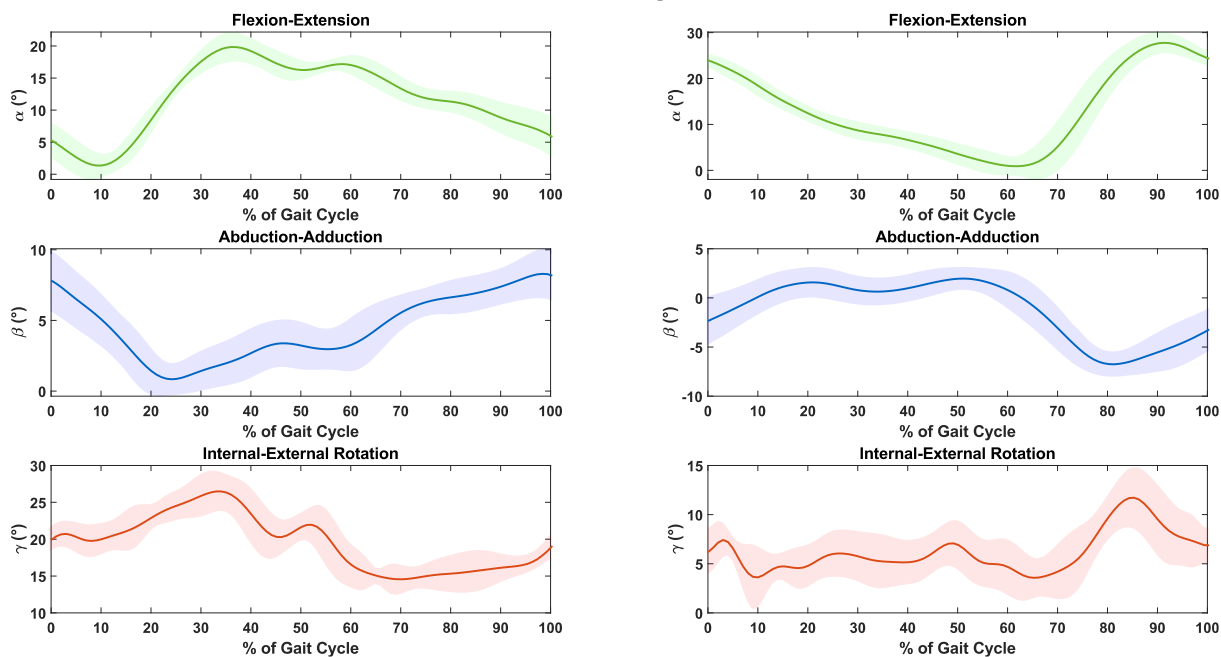 Flexion-Extension
α (°)
20
15
10
5
0
0 10 20 30 40 50 60 70 80 90 100
% of Gait Cycle
Abduction-Adduction
β (°)
10
5
0
0 10 20 30 40 50 60 70 80 90 100
% of Gait Cycle
Internal-External Rotation
γ (°)
30
25
20
15
10
0 10 20 30 40 50 60 70 80 90 100
% of Gait Cycle
Flexion-Extension
α (°)
30
20
10
0
0 10 20 30 40 50 60 70 80 90 100
% of Gait Cycle
Abduction-Adduction
β (°)
5
0
-5
-10
0 10 20 30 40 50 60 70 80 90 100
% of Gait Cycle
Internal-External Rotation
γ (°)
15
10
5
0
0 10 20 30 40 50 60 70 80 90 100
% of Gait Cycle